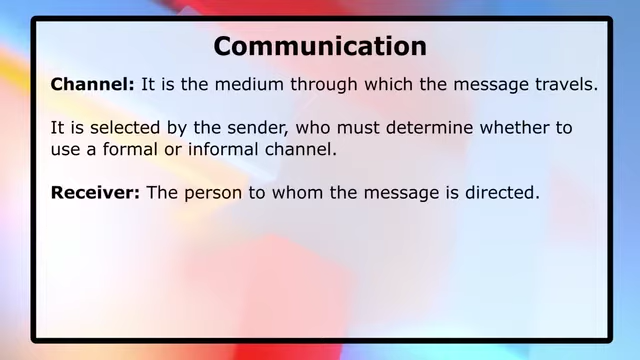 Communication
Channel: It is the medium through which the message travels.
It is selected by the sender, who must determine whether to
use a formal or informal channel.
Receiver: The person to whom the message is directed.